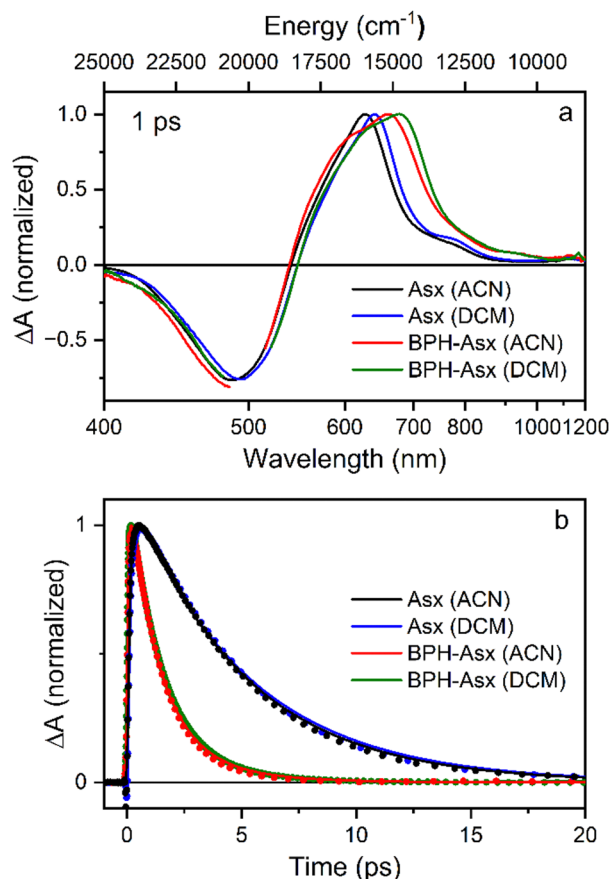 Energy (cm⁻¹)
25000 22500 20000 17500 15000 12500 10000
1 ps
a
1.0
0.5
0.0
−0.5
ΔA (normalized)
Asx (ACN)
Asx (DCM)
BPH-Asx (ACN)
BPH-Asx (DCM)
400 500 600 700 800 1000 1200
Wavelength (nm)
b
1
0
ΔA (normalized)
Asx (ACN)
Asx (DCM)
BPH-Asx (ACN)
BPH-Asx (DCM)
0 5 10 15 20
Time (ps)